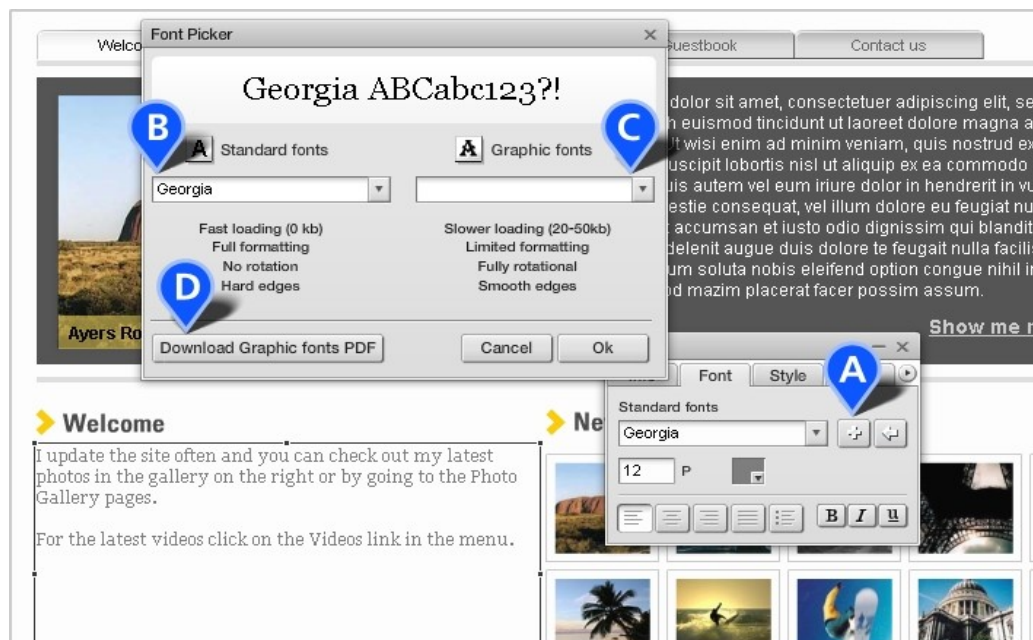 Welco
Guestbook
Contact us
Font Picker
Georgia ABCabc123?!
B
C
A Standard fonts
A Graphic fonts
Georgia
Fast loading (0 kb)
Full formatting
No rotation
Hard edges
Slower loading (20-50kb)
Limited formatting
Fully rotational
Smooth edges
D
Download Graphic fonts PDF
Cancel
Ok
dolor sit amet, consectetuer adipiscing elit, se
euismod tincidunt ut laoreet dolore magna a
wisi enim ad minim veniam, quis nostrud ex
uscipit lobortis nisl ut aliquip ex ea commodo
uis autem vel eum iriure dolor in hendrerit in vu
estie consequat, vel illum dolore eu feugiat nu
accumsan et iusto odio dignissim qui blandit
delenit augue duis dolore te feugait nulla facilis
um soluta nobis eleifend option congue nihil i
d mazim placerat facer possim assum.
Ayers Ro
Show me
A
Font
Style
Standard fonts
Georgia
12
P
B I u
Welcome
I update the site often and you can check out my latest
photos in the gallery on the right or by going to the Photo
Gallery pages.
For the latest videos click on the Videos link in the menu.
Ne